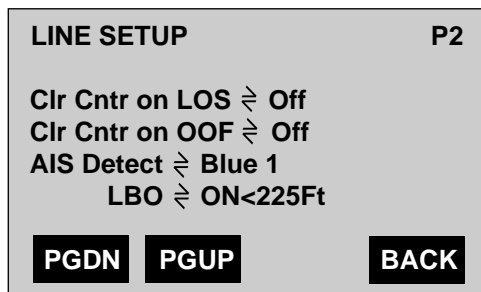 LINE SETUP P2
Clr Cntr on LOS ⇌ Off
Clr Cntr on OOF ⇌ Off
AIS Detect ⇌ Blue 1
LBO ⇌ ON<225Ft
PGDN PGUP BACK